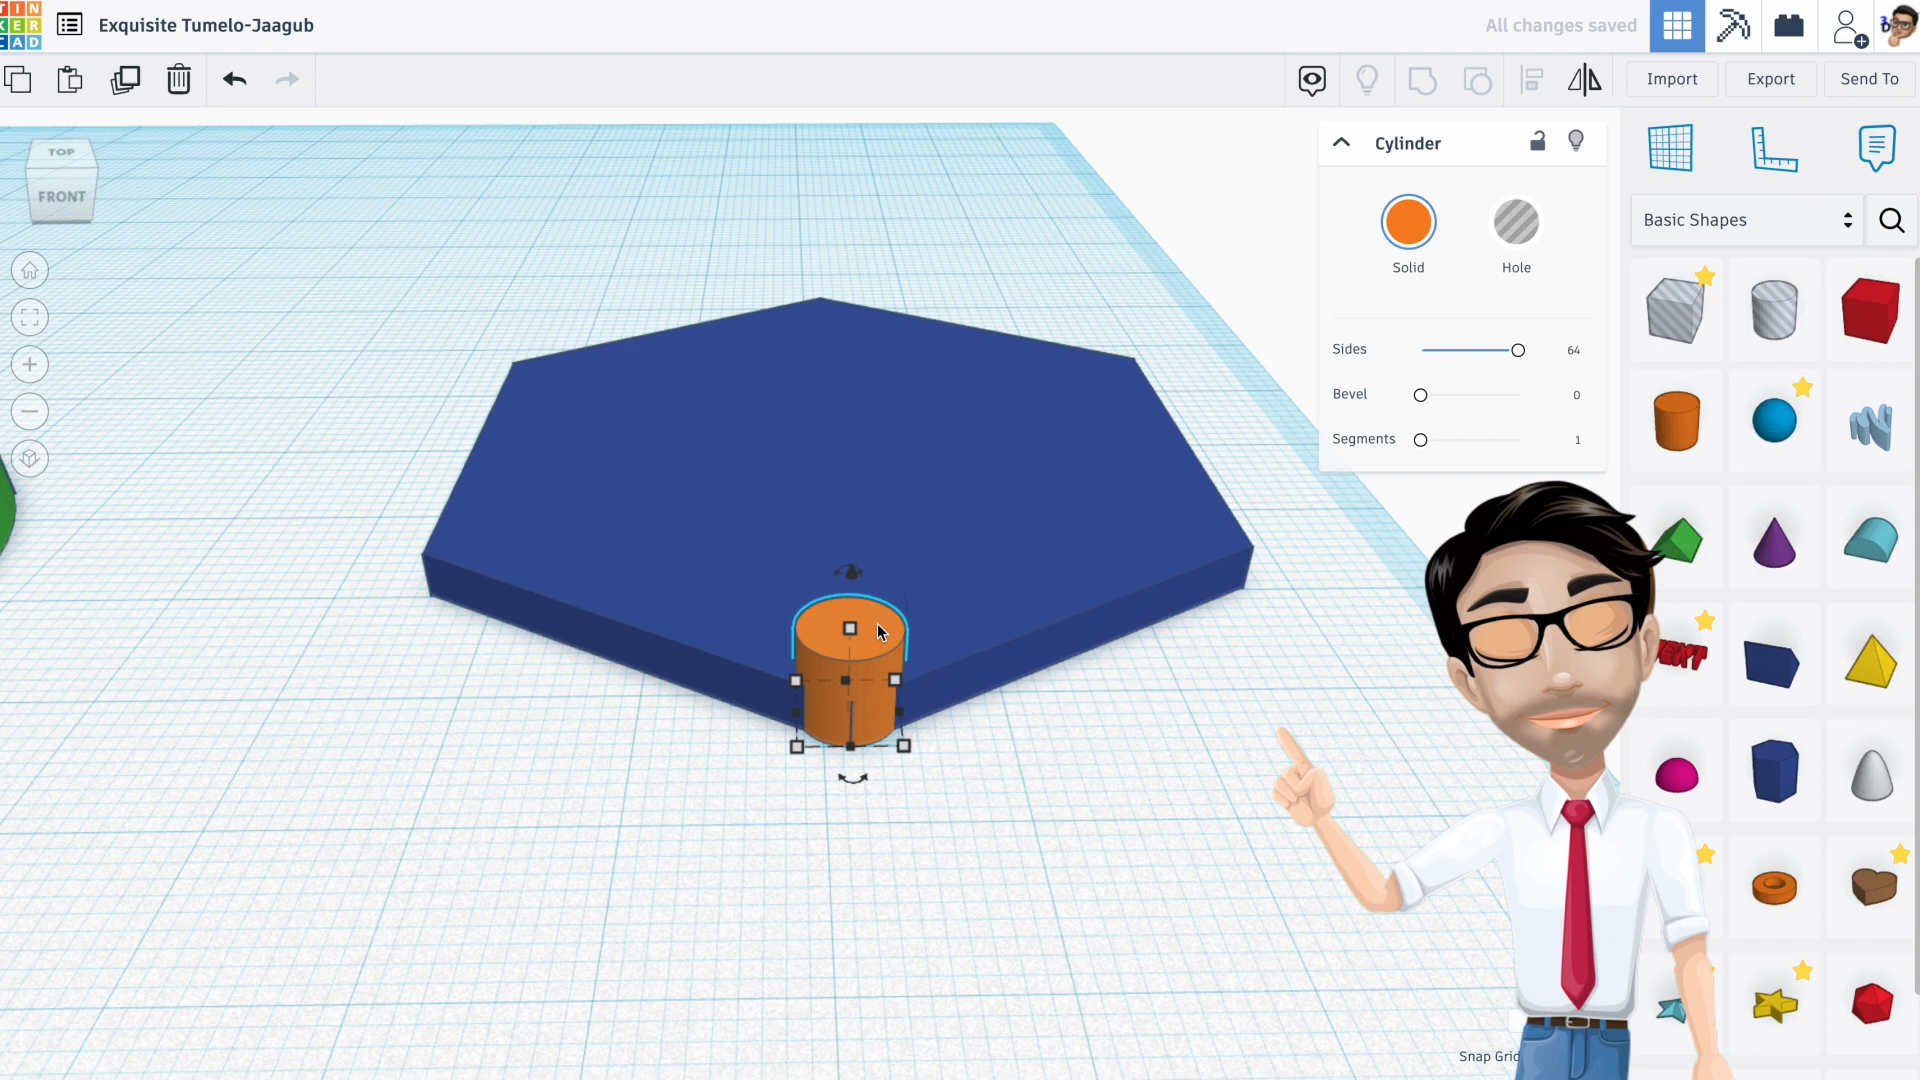 TIN
KER
CAD
Exquisite Tumelo-Jaagub
All changes saved
Import
Export
Send To
TOP
FRONT
Cylinder
Solid
Hole
Sides
64
Bevel
0
Segments
1
Basic Shapes
Snap Grid